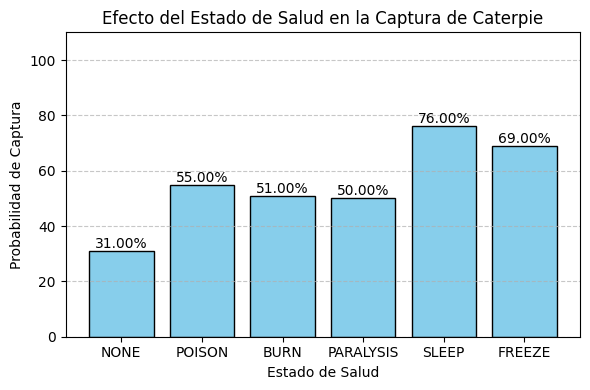 Efecto del Estado de Salud en la Captura de Caterpie
Probabilidad de Captura
100
80
60
40
20
0
31.00%
55.00%
51.00%
50.00%
76.00%
69.00%
NONE
POISON
BURN
PARALYSIS
SLEEP
FREEZE
Estado de Salud